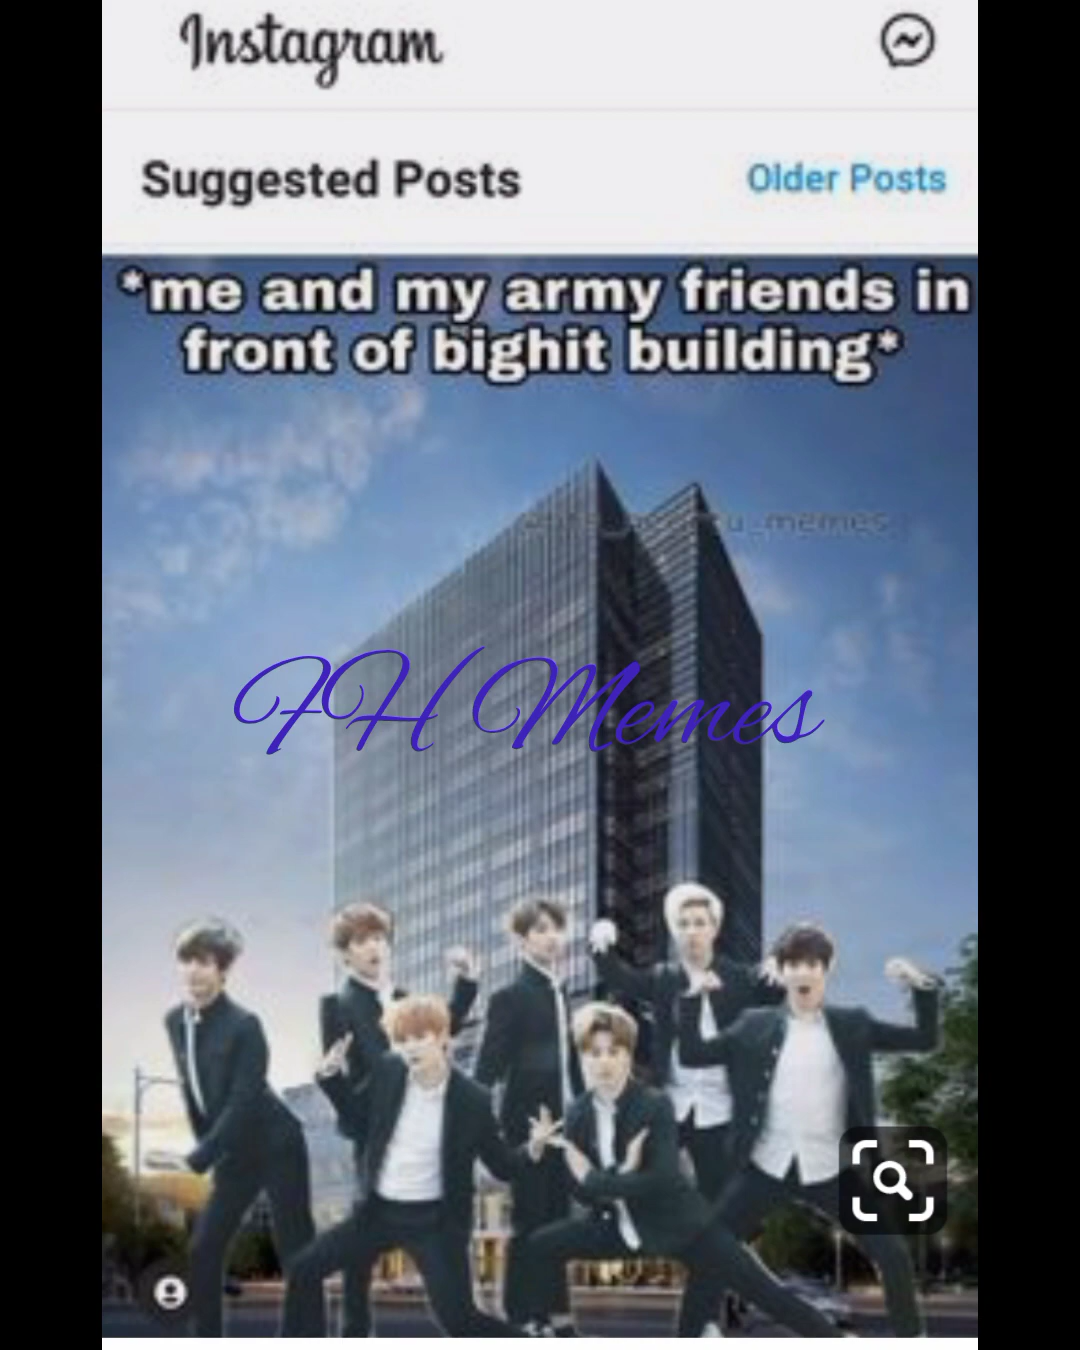 Instagram
Suggested Posts
Older Posts
*me and my army friends in
front of bighit building*
FH Memes